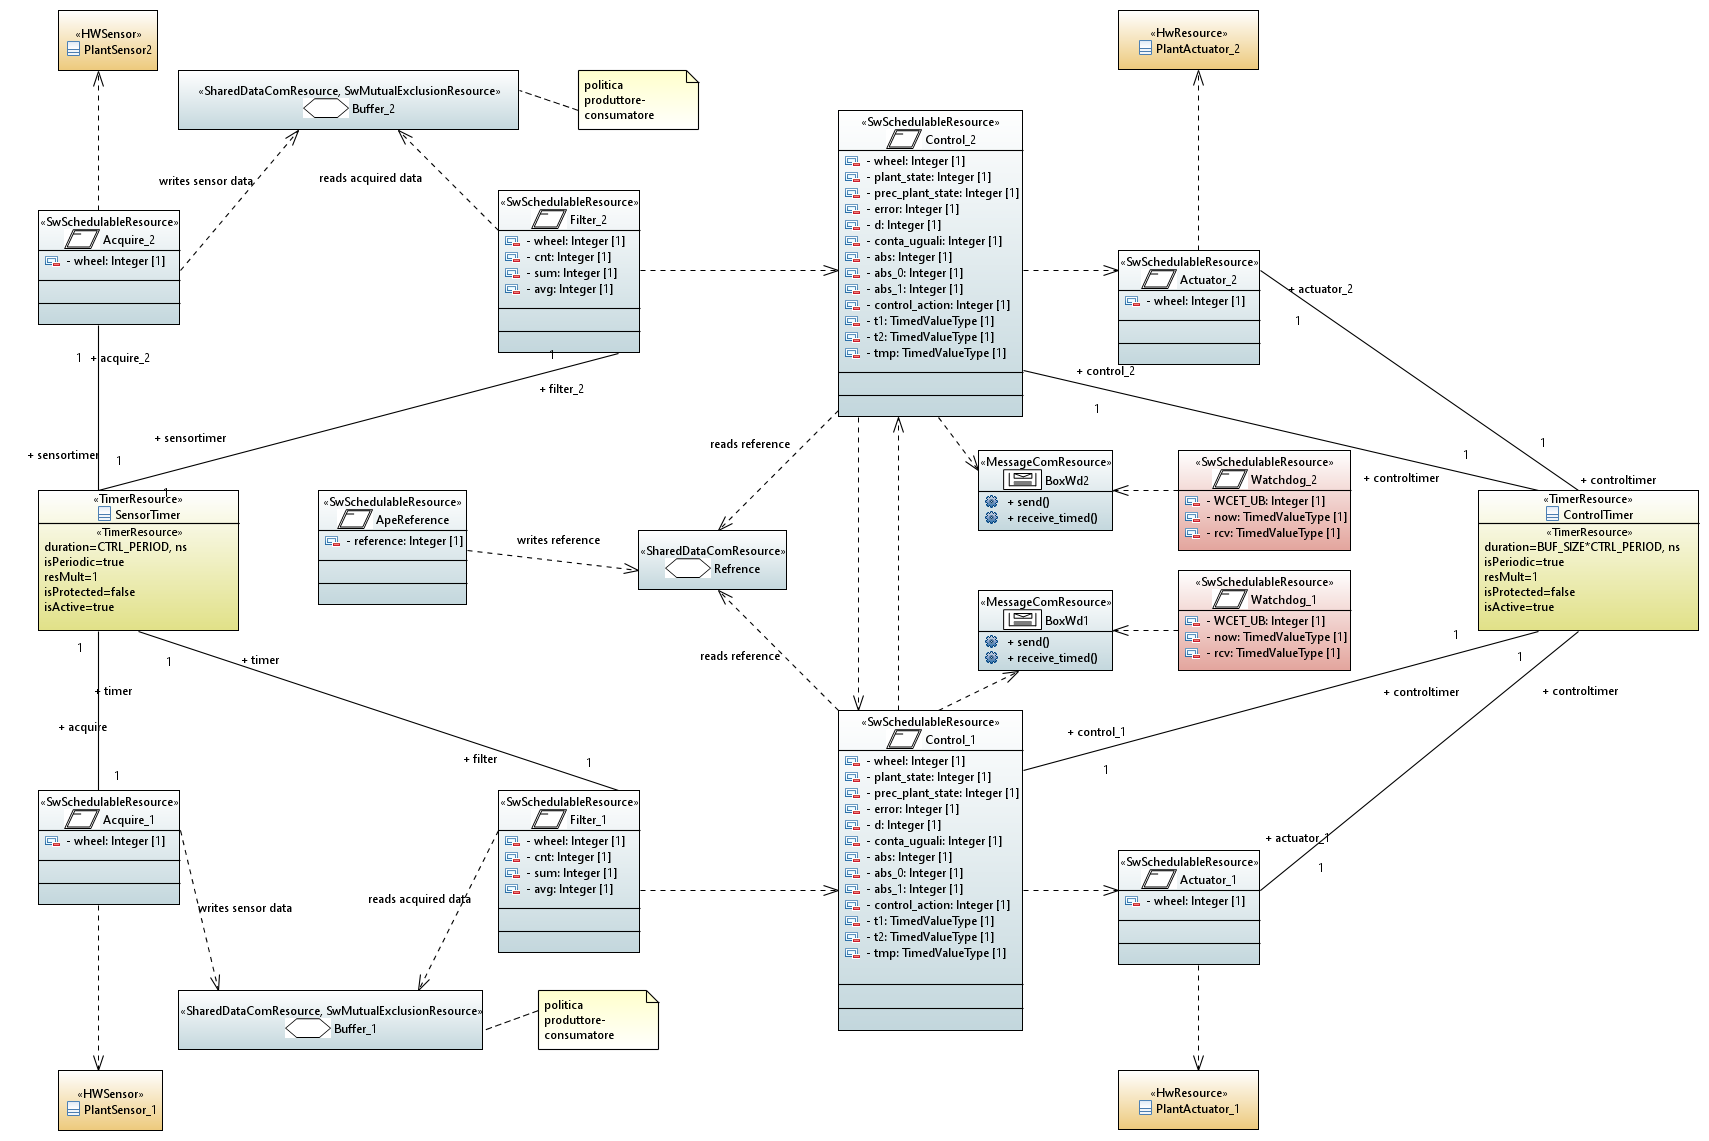 «HWSensor»
PlantSensor2
«HwResource»
PlantActuator_2
«SharedDataComResource, SwMutualExclusionResource»
Buffer_2
politica
produttore-
consumatore
writes sensor data
reads acquired data
«SwSchedulableResource»
Acquire_2
- wheel: Integer [1]
«SwSchedulableResource»
Filter_2
- wheel: Integer [1]
- cnt: Integer [1]
- sum: Integer [1]
- avg: Integer [1]
«SwSchedulableResource»
Control_2
- wheel: Integer [1]
- plant_state: Integer [1]
- prec_plant_state: Integer [1]
- error: Integer [1]
- d: Integer [1]
- conta_uguali: Integer [1]
- abs: Integer [1]
- abs_0: Integer [1]
- abs_1: Integer [1]
- control_action: Integer [1]
- t1: TimedValueType [1]
- t2: TimedValueType [1]
- tmp: TimedValueType [1]
«SwSchedulableResource»
Actuator_2
- wheel: Integer [1]
+ actuator_2
1
1 + acquire_2
1
+ filter_2
+ control_2
1
+ sensortimer
+ sensortimer
1
1
reads reference
1
1
+ controltimer
+ controltimer
«TimerResource»
SensorTimer
«TimerResource»
duration=CTRL_PERIOD, ns
isPeriodic=true
resMult=1
isProtected=false
isActive=true
«SwSchedulableResource»
ApeReference
- reference: Integer [1]
writes reference
«SharedDataComResource»
Refrence
«MessageComResource»
BoxWd2
+ send()
+ receive_timed()
«SwSchedulableResource»
Watchdog_2
- WCET_UB: Integer [1]
- now: TimedValueType [1]
- rcv: TimedValueType [1]
«TimerResource»
ControlTimer
«TimerResource»
duration=BUF_SIZE*CTRL_PERIOD, ns
isPeriodic=true
resMult=1
isProtected=false
isActive=true
«MessageComResource»
BoxWd1
+ send()
+ receive_timed()
«SwSchedulableResource»
Watchdog_1
- WCET_UB: Integer [1]
- now: TimedValueType [1]
- rcv: TimedValueType [1]
1
1
+ timer
+ timer
+ acquire
1
+ filter
1
reads reference
1
1
+ controltimer
+ controltimer
+ control_1
1
+ actuator_1
1
«SwSchedulableResource»
Acquire_1
- wheel: Integer [1]
«SwSchedulableResource»
Filter_1
- wheel: Integer [1]
- cnt: Integer [1]
- sum: Integer [1]
- avg: Integer [1]
«SwSchedulableResource»
Control_1
- wheel: Integer [1]
- plant_state: Integer [1]
- prec_plant_state: Integer [1]
- error: Integer [1]
- d: Integer [1]
- conta_uguali: Integer [1]
- abs: Integer [1]
- abs_0: Integer [1]
- abs_1: Integer [1]
- control_action: Integer [1]
- t1: TimedValueType [1]
- t2: TimedValueType [1]
- tmp: TimedValueType [1]
«SwSchedulableResource»
Actuator_1
- wheel: Integer [1]
writes sensor data
reads acquired data
«SharedDataComResource, SwMutualExclusionResource»
Buffer_1
politica
produttore-
consumatore
«HWSensor»
PlantSensor_1
«HwResource»
PlantActuator_1